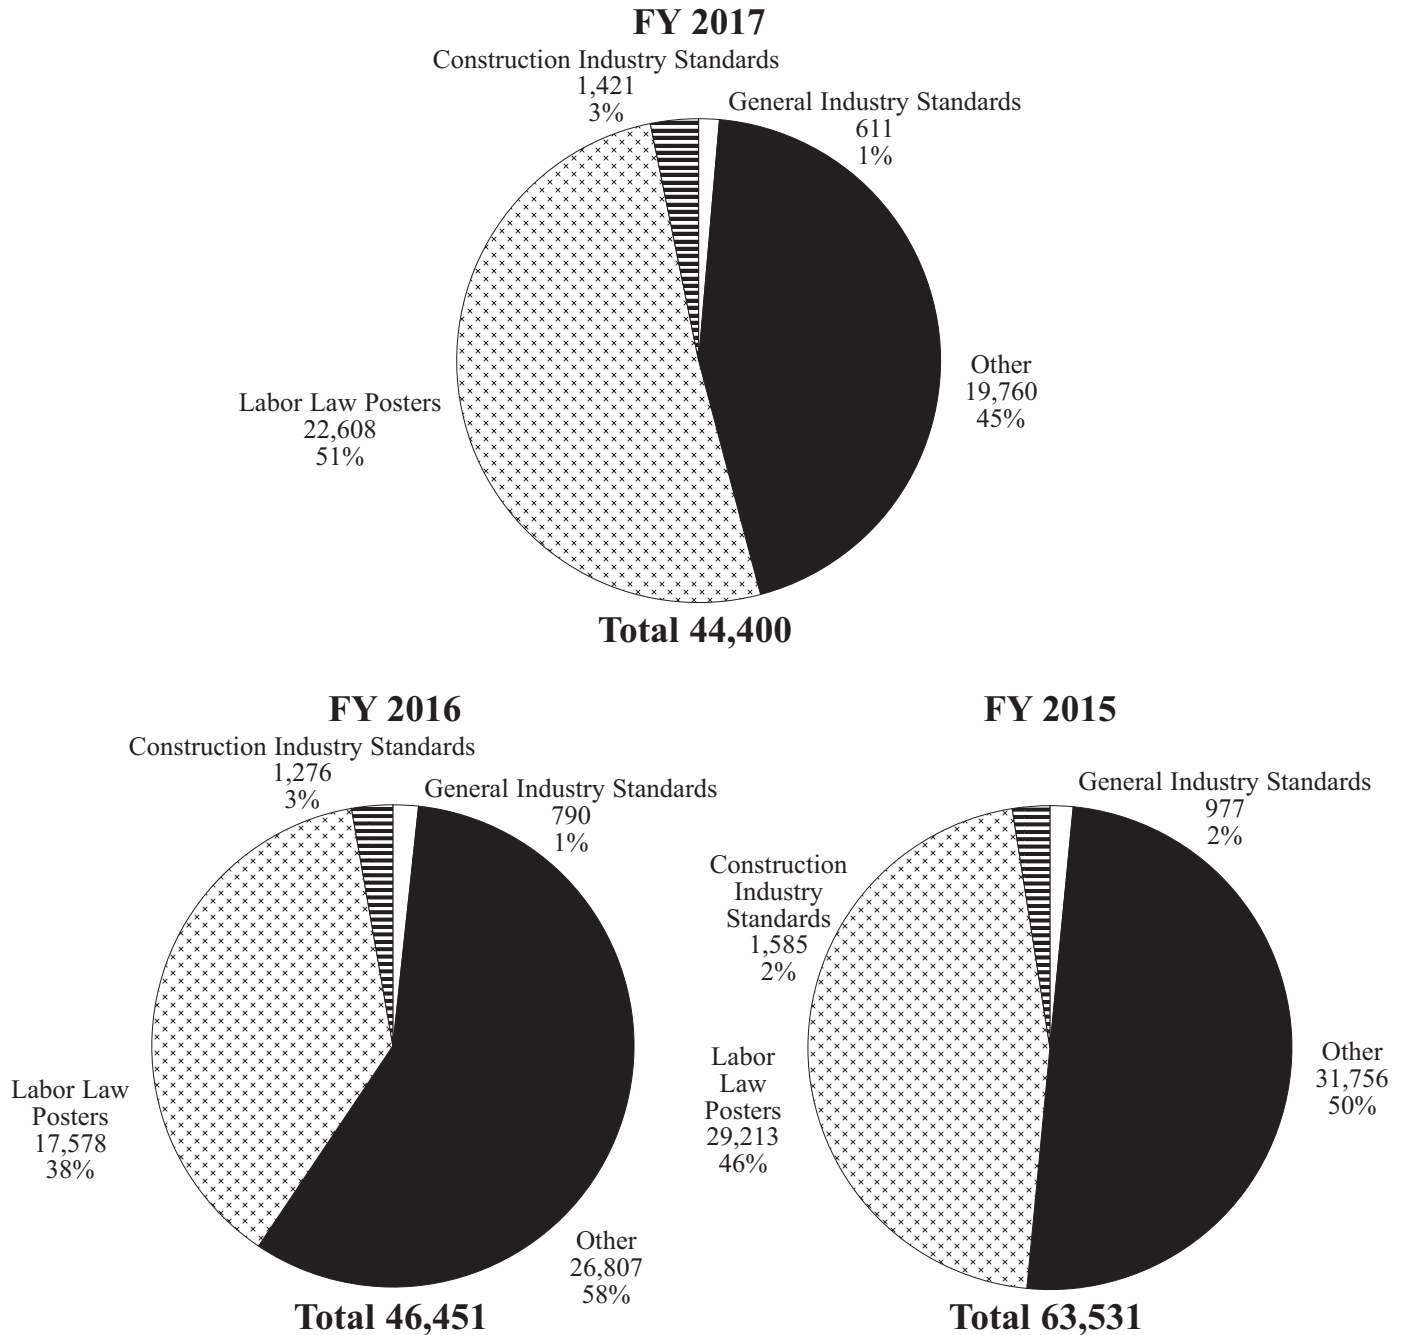 FY 2017
Construction Industry Standards
1,421
3%
General Industry Standards
611
1%
Other
19,760
45%
Labor Law Posters
22,608
51%
Total 44,400
FY 2016
Construction Industry Standards
1,276
3%
General Industry Standards
790
1%
Labor Law
Posters
17,578
38%
Other
26,807
58%
Total 46,451
FY 2015
General Industry Standards
977
2%
Construction
Industry
Standards
1,585
2%
Labor
Law
Posters
29,213
46%
Other
31,756
50%
Total 63,531